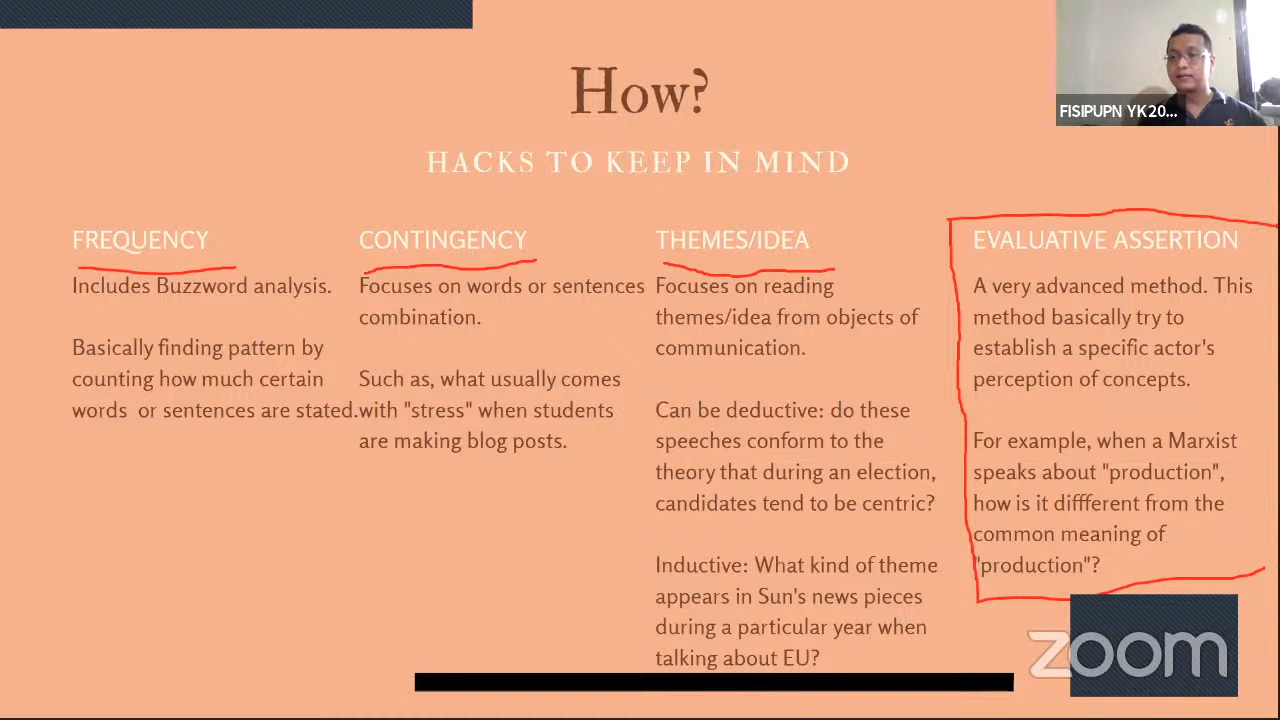 How?
HACKS TO KEEP IN MIND
FISIPUPN YK20...
FREQUENCY
Includes Buzzword analysis.
Basically finding pattern by
counting how much certain
words or sentences are stated.
CONTINGENCY
Focuses on words or sentences
combination.
Such as, what usually comes
with "stress" when students
are making blog posts.
THEMES/IDEA
Focuses on reading
themes/idea from objects of
communication.
Can be deductive: do these
speeches conform to the
theory that during an election,
candidates tend to be centric?
Inductive: What kind of theme
appears in Sun's news pieces
during a particular year when
talking about EU?
EVALUATIVE ASSERTION
A very advanced method. This
method basically try to
establish a specific actor's
perception of concepts.
For example, when a Marxist
speaks about "production",
how is it diffferent from the
common meaning of
"production"?
zoom